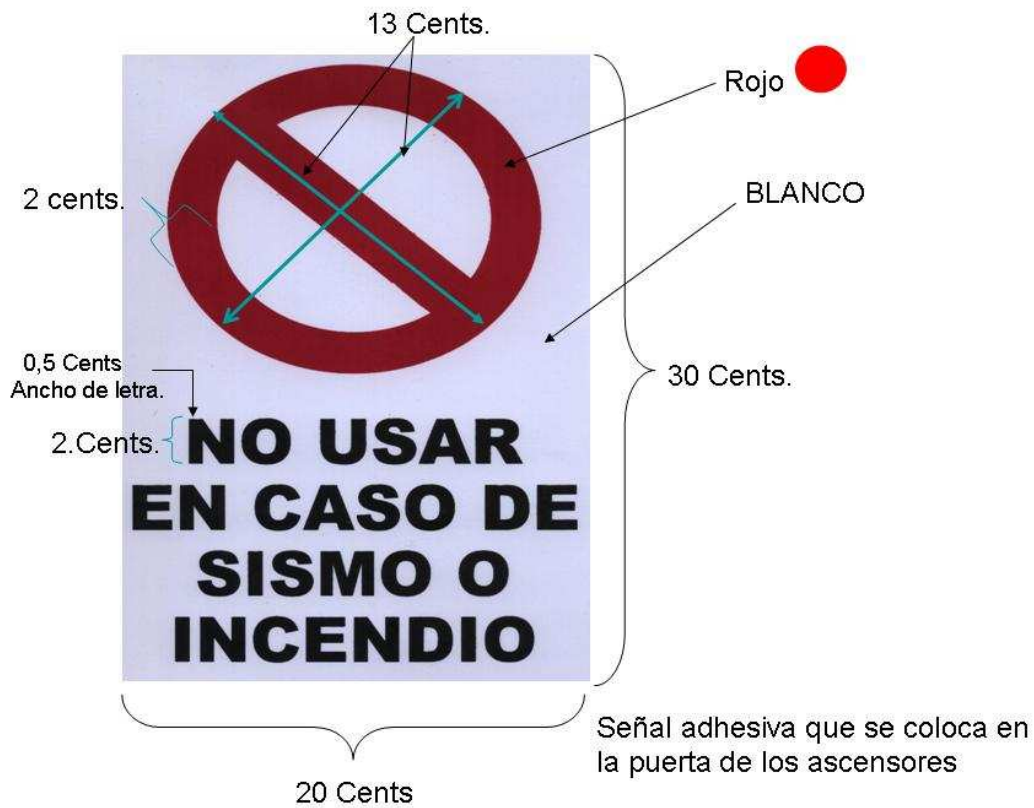 13 Cents.
Rojo
2 cents.
BLANCO
0,5 Cents
Ancho de letra.
30 Cents.
2.Cents.
NO USAR
EN CASO DE
SISMO O
INCENDIO
Señal adhesiva que se coloca en
la puerta de los ascensores
20 Cents